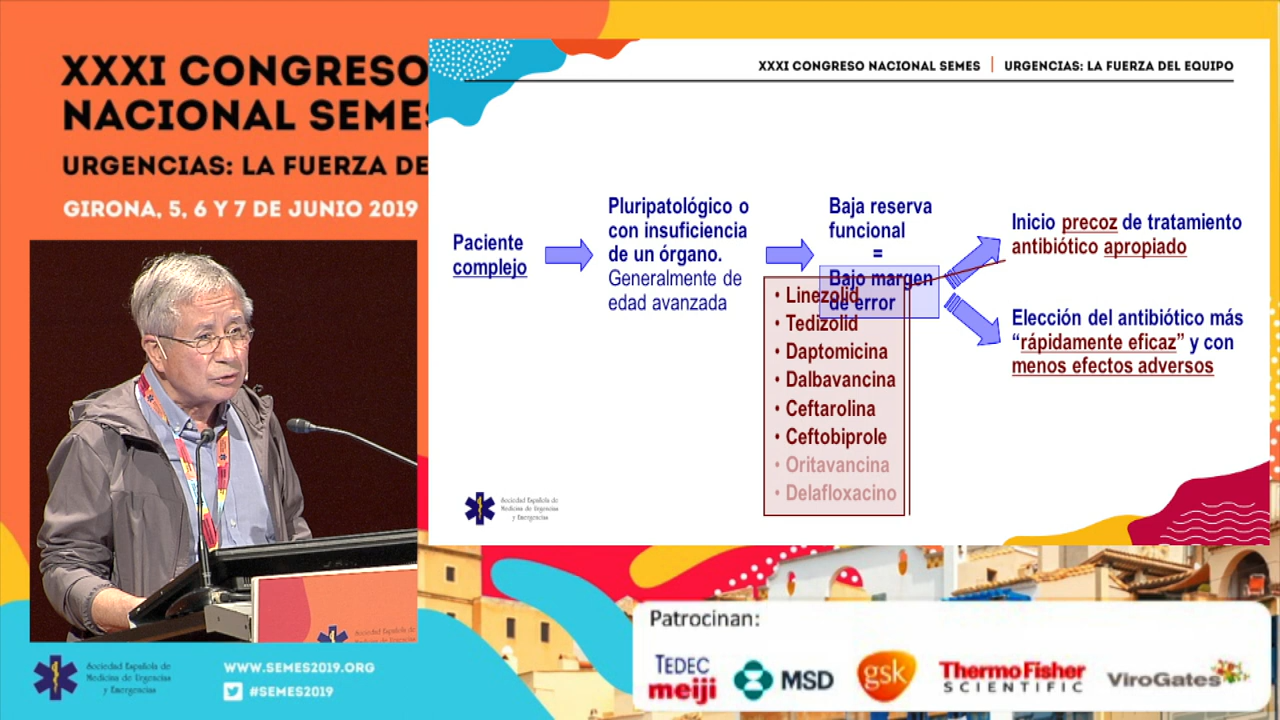 XXXI CONGRESO
NACIONAL SEMES
URGENCIAS: LA FUERZA DE
GIRONA, 5, 6 Y 7 DE JUNIO 2019
XXXI CONGRESO NACIONAL SEMES | URGENCIAS: LA FUERZA DEL EQUIPO
Paciente
complejo
Pluripatológico o
con insuficiencia
de un órgano.
Generalmente de
edad avanzada
Baja reserva
funcional
=
Bajo margen
de error
• Linezolid
• Tedizolid
• Daptomicina
• Dalbavancina
• Ceftarolina
• Ceftobiprole
• Oritavancina
• Delafloxacino
Inicio precoz de tratamiento
antibiótico apropiado
Elección del antibiótico más
“rápidamente eficaz” y con
menos efectos adversos
Sociedad Española de
Medicina de Urgencias
y Emergencias
Sociedad Española de
Medicina de Urgencias
y Emergencias
WWW.SEMES2019.ORG
#SEMES2019
Patrocinan:
TEDEC
meiji
MSD
gsk
ThermoFisher
SCIENTIFIC
ViroGates